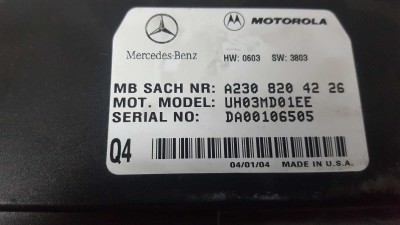 MOTOROLA
Mercedes-Benz
HW: 0603 SW: 3803
MB SACH NR: A230 820 42 26
MOT. MODEL: UH03MD01EE
SERIAL NO: DA00106505
Q4
04/01/04 MADE IN U.S.A.